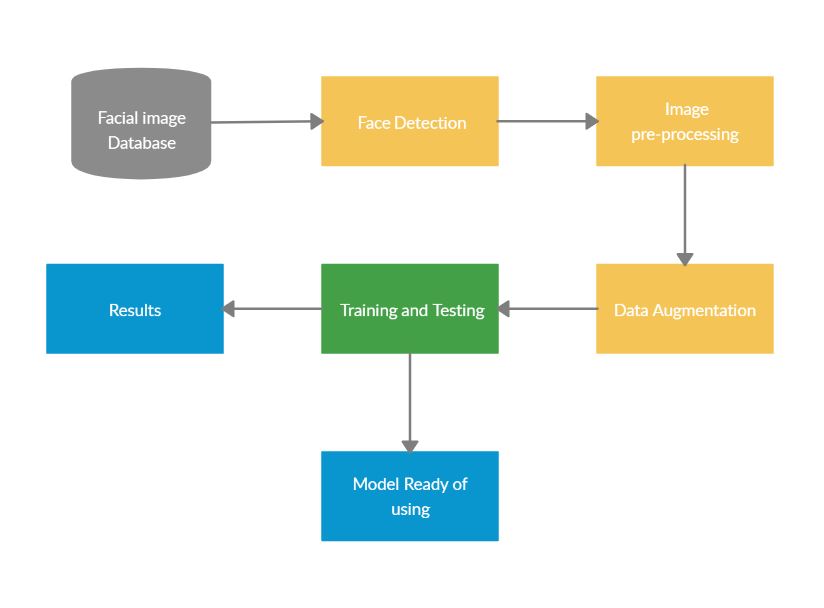 Facial image
Database
Face Detection
Image
pre-processing
Results
Training and Testing
Data Augmentation
Model Ready of
using